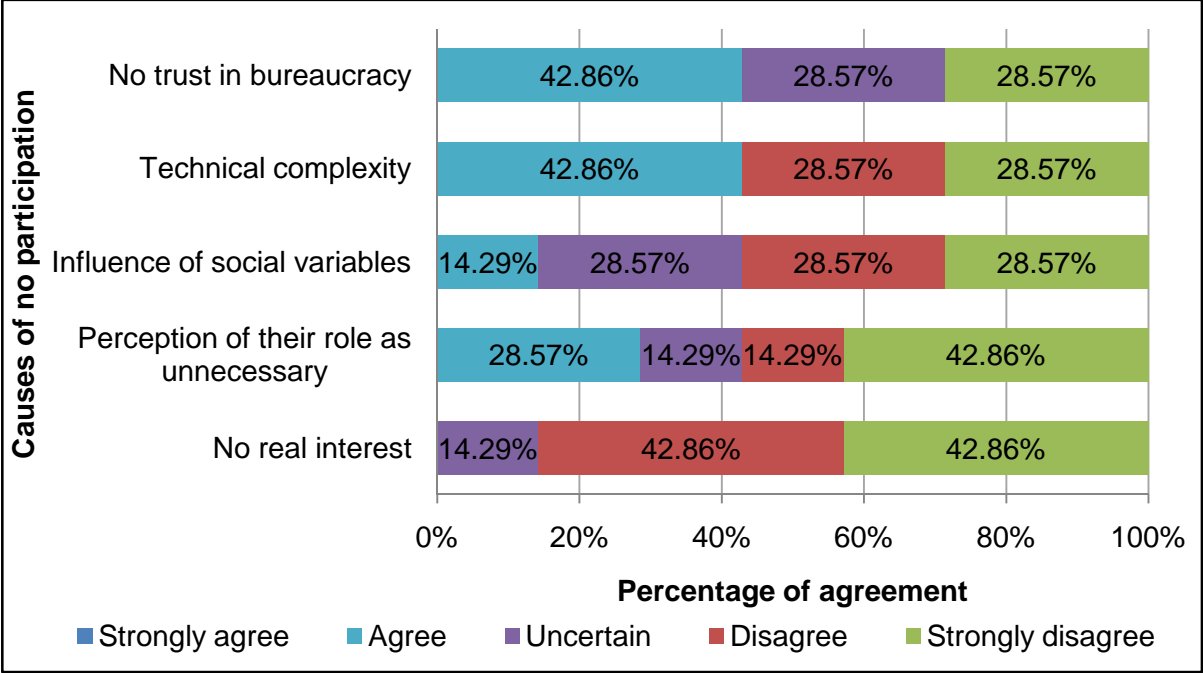 Causes of no participation
No trust in bureaucracy
42.86%
28.57%
28.57%
Technical complexity
42.86%
28.57%
28.57%
Influence of social variables
14.29%
28.57%
28.57%
28.57%
Perception of their role as
unnecessary
28.57%
14.29%
14.29%
42.86%
No real interest
14.29%
42.86%
42.86%
0%
20%
40%
60%
80%
100%
Percentage of agreement
Strongly agree
Agree
Uncertain
Disagree
Strongly disagree